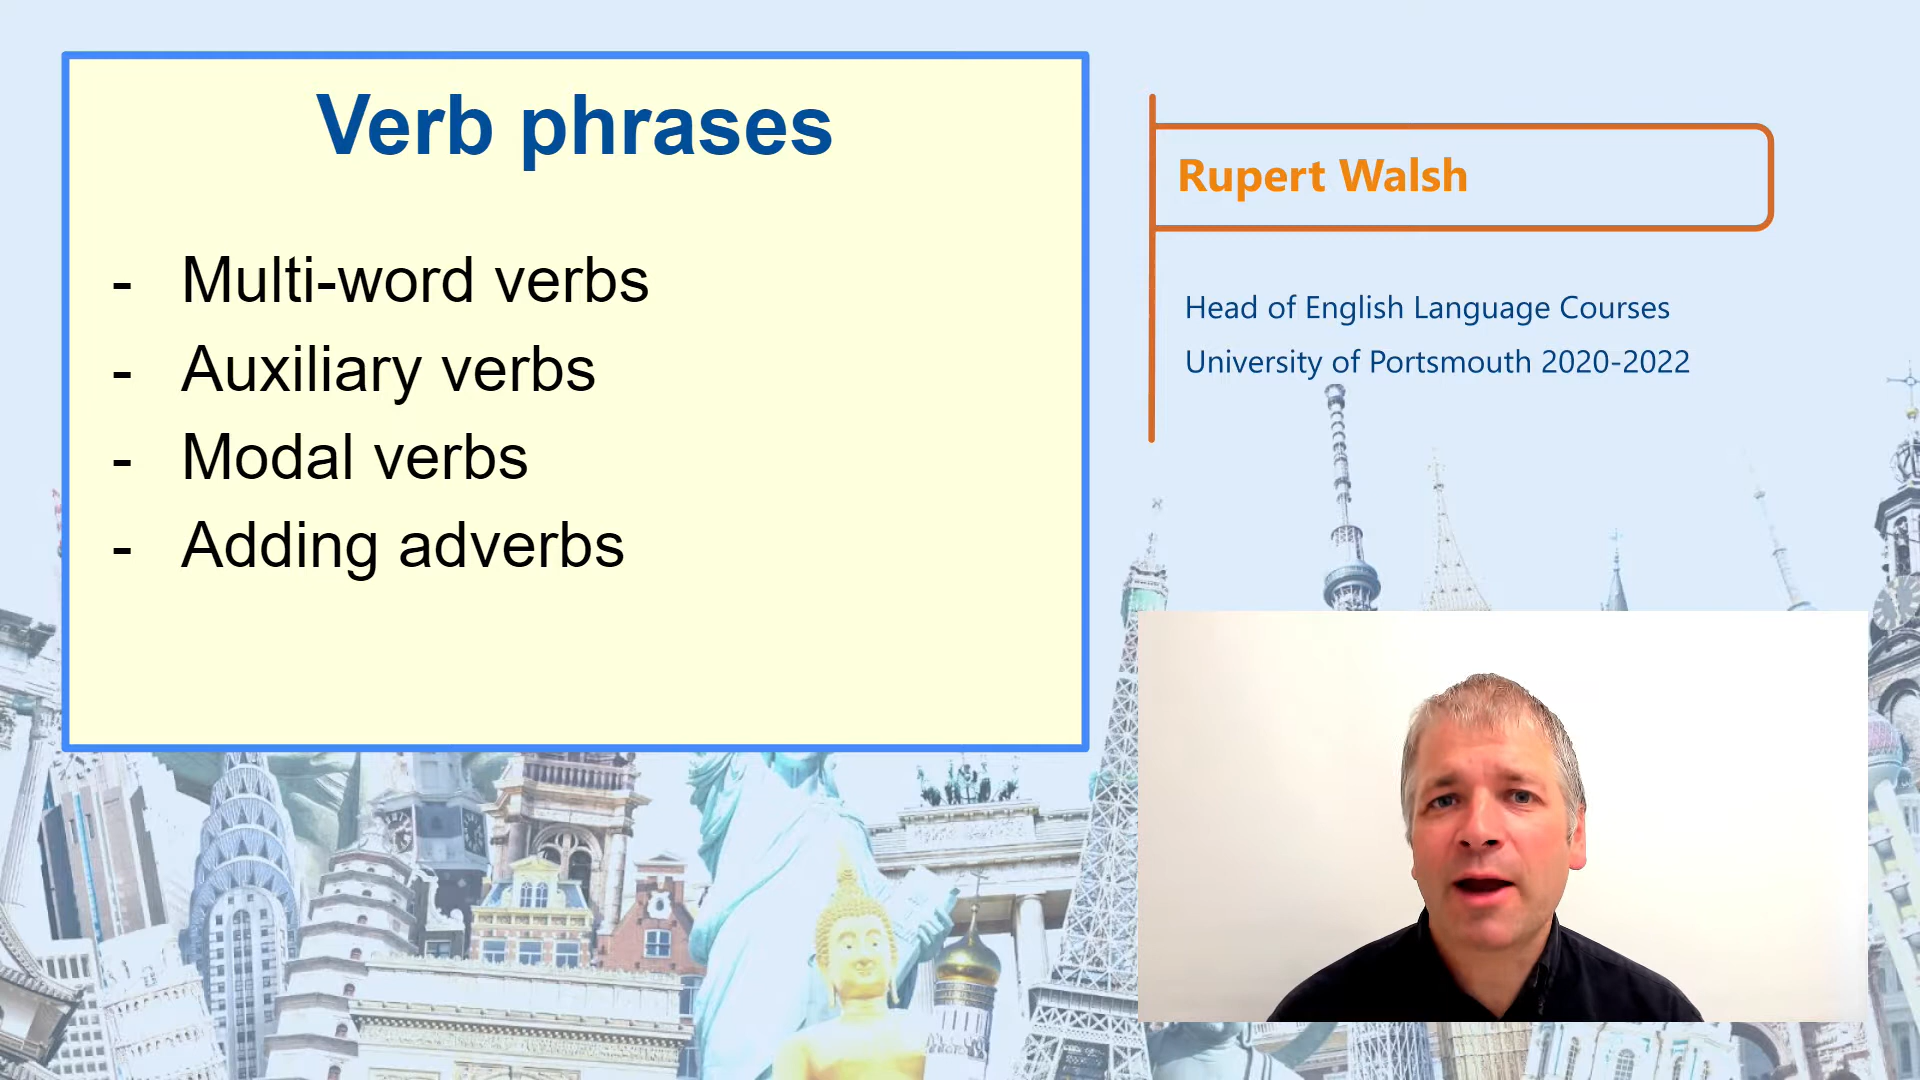 Verb phrases
- Multi-word verbs
- Auxiliary verbs
- Modal verbs
- Adding adverbs
Rupert Walsh
Head of English Language Courses
University of Portsmouth 2020-2022